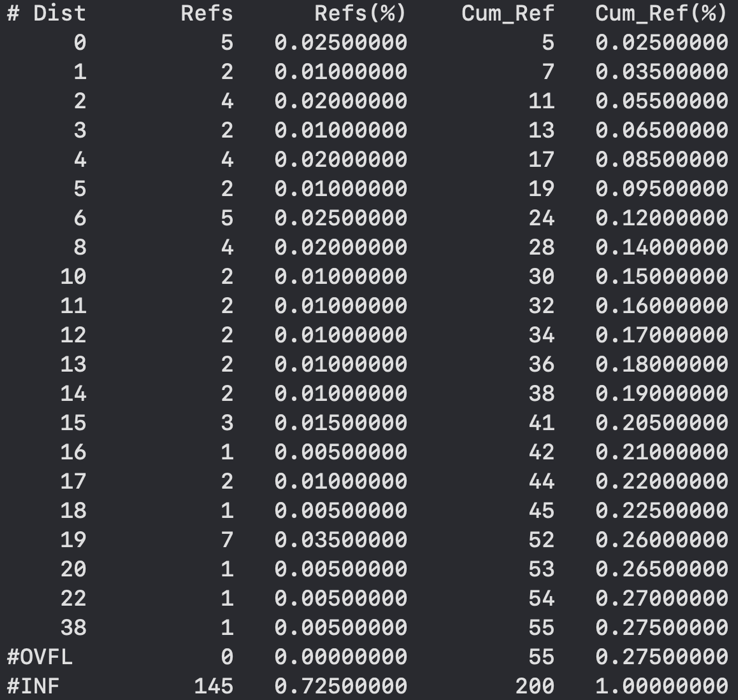 # Dist Refs Refs(%) Cum_Ref Cum_Ref(%)
0 5 0.02500000 5 0.02500000
1 2 0.01000000 7 0.03500000
2 4 0.02000000 11 0.05500000
3 2 0.01000000 13 0.06500000
4 4 0.02000000 17 0.08500000
5 2 0.01000000 19 0.09500000
6 5 0.02500000 24 0.12000000
8 4 0.02000000 28 0.14000000
10 2 0.01000000 30 0.15000000
11 2 0.01000000 32 0.16000000
12 2 0.01000000 34 0.17000000
13 2 0.01000000 36 0.18000000
14 2 0.01000000 38 0.19000000
15 3 0.01500000 41 0.20500000
16 1 0.00500000 42 0.21000000
17 2 0.01000000 44 0.22000000
18 1 0.00500000 45 0.22500000
19 7 0.03500000 52 0.26000000
20 1 0.00500000 53 0.26500000
22 1 0.00500000 54 0.27000000
38 1 0.00500000 55 0.27500000
#OVFL 0 0.00000000 55 0.27500000
#INF 145 0.72500000 200 1.00000000